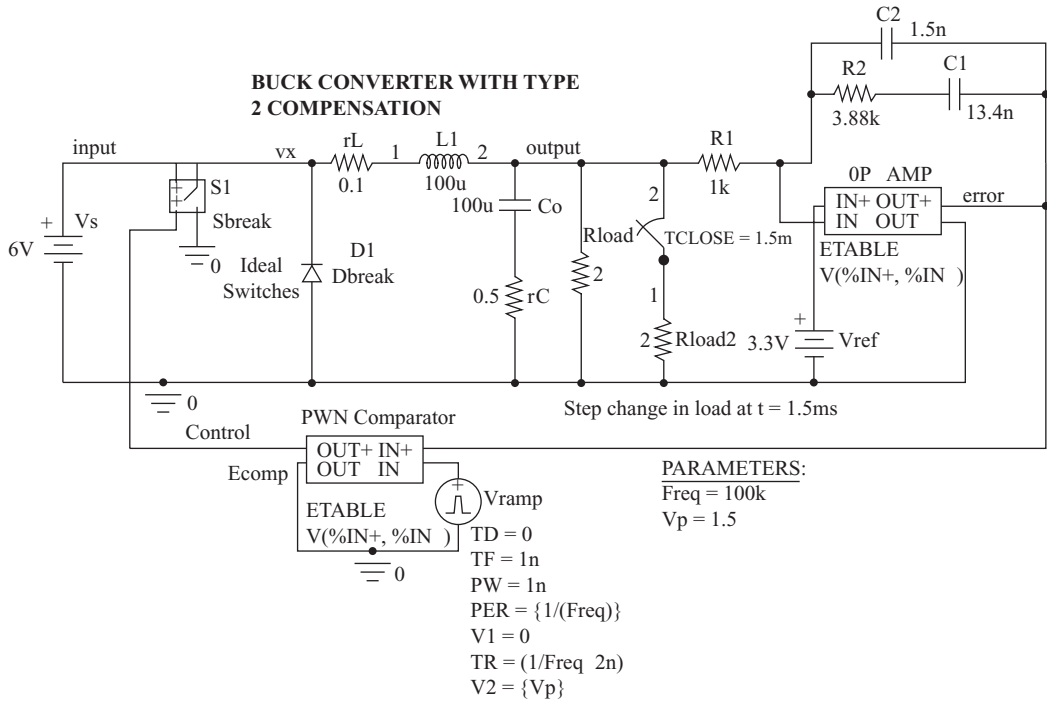 C2
1.5n
R2
C1
3.88k
13.4n
BUCK CONVERTER WITH TYPE
2 COMPENSATION
input
vx
rL
0.1
1
L1
2
100u
output
R1
1k
S1
Sbreak
0
+
Vs
6V
100u
Co
D1
Dbreak
Ideal
Switches
0.5
rC
Rload
2
2
TCLOSE = 1.5m
1
2
Rload2
0P AMP
IN+ OUT+
IN OUT
error
ETABLE
V(%IN+, %IN )
+
3.3V
Vref
0
Step change in load at t = 1.5ms
PWN Comparator
Control
OUT+ IN+
OUT IN
Ecomp
ETABLE
V(%IN+, %IN )
0
+
Vramp
TD = 0
TF = 1n
PW = 1n
PER = {1/(Freq)}
V1 = 0
TR = (1/Freq 2n)
V2 = {Vp}
PARAMETERS:
Freq = 100k
Vp = 1.5